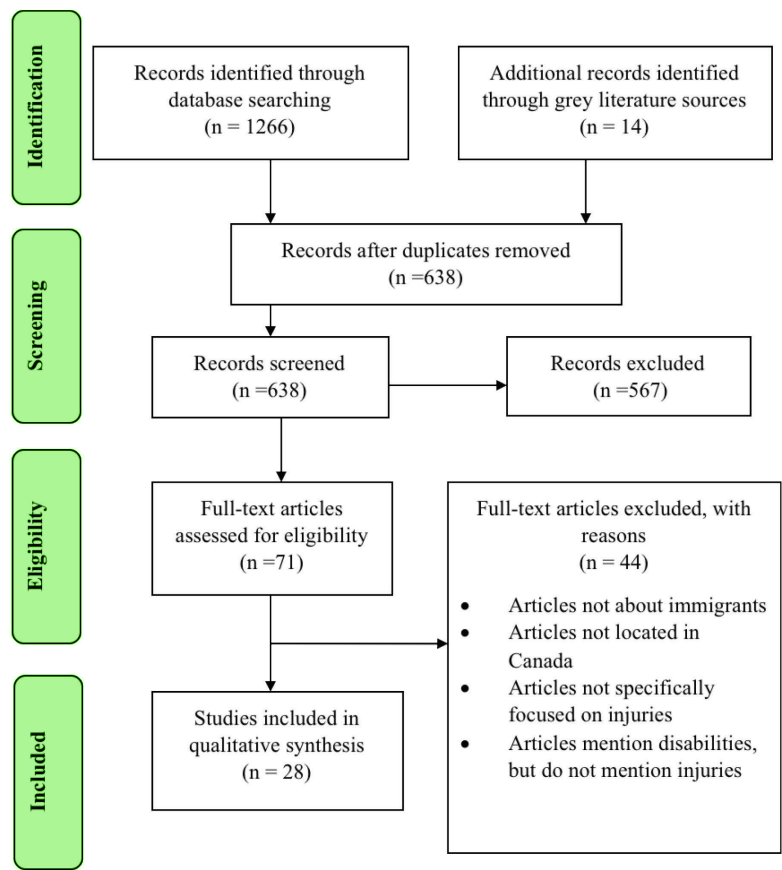 Identification
Records identified through
database searching
(n = 1266)
Additional records identified
through grey literature sources
(n = 14)
Records after duplicates removed
(n =638)
Screening
Records screened
(n =638)
Records excluded
(n =567)
Eligibility
Full-text articles
assessed for eligibility
(n =71)
Full-text articles excluded, with
reasons
(n = 44)
• Articles not about immigrants
• Articles not located in
Canada
• Articles not specifically
focused on injuries
• Articles mention disabilities,
but do not mention injuries
Included
Studies included in
qualitative synthesis
(n = 28)